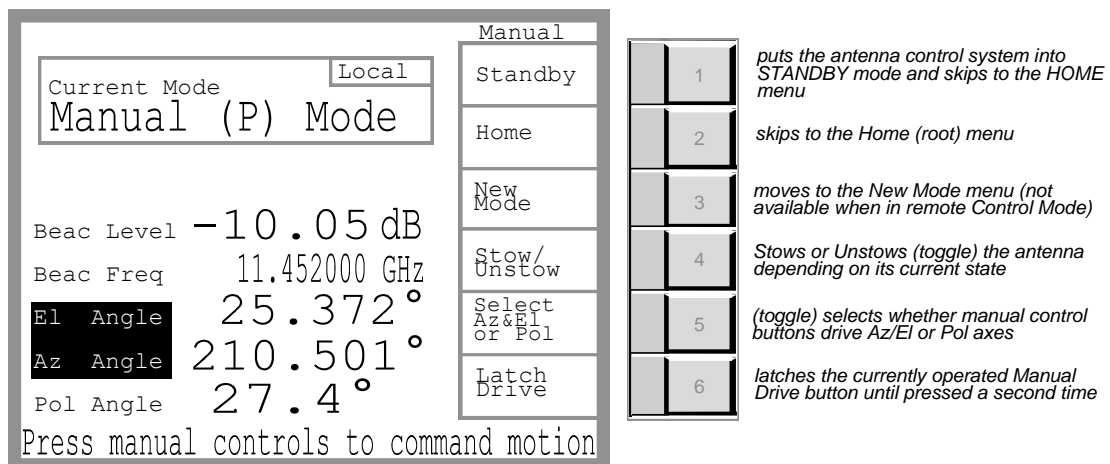 Manual
Local
Current Mode
Manual (P) Mode
Beac Level -10.05 dB
Beac Freq 11.452000 GHz
El Angle 25.372°
Az Angle 210.501°
Pol Angle 27.4°
Press manual controls to command motion
Standby
Home
New
Mode
Stow/
Unstow
Select
Az&El
or Pol
Latch
Drive
1
puts the antenna control system into
STANDBY mode and skips to the HOME
menu
2
skips to the Home (root) menu
3
moves to the New Mode menu (not
available when in remote Control Mode)
4
Stows or Unstows (toggle) the antenna
depending on its current state
5
(toggle) selects whether manual control
buttons drive Az/El or Pol axes
6
latches the currently operated Manual
Drive button until pressed a second time